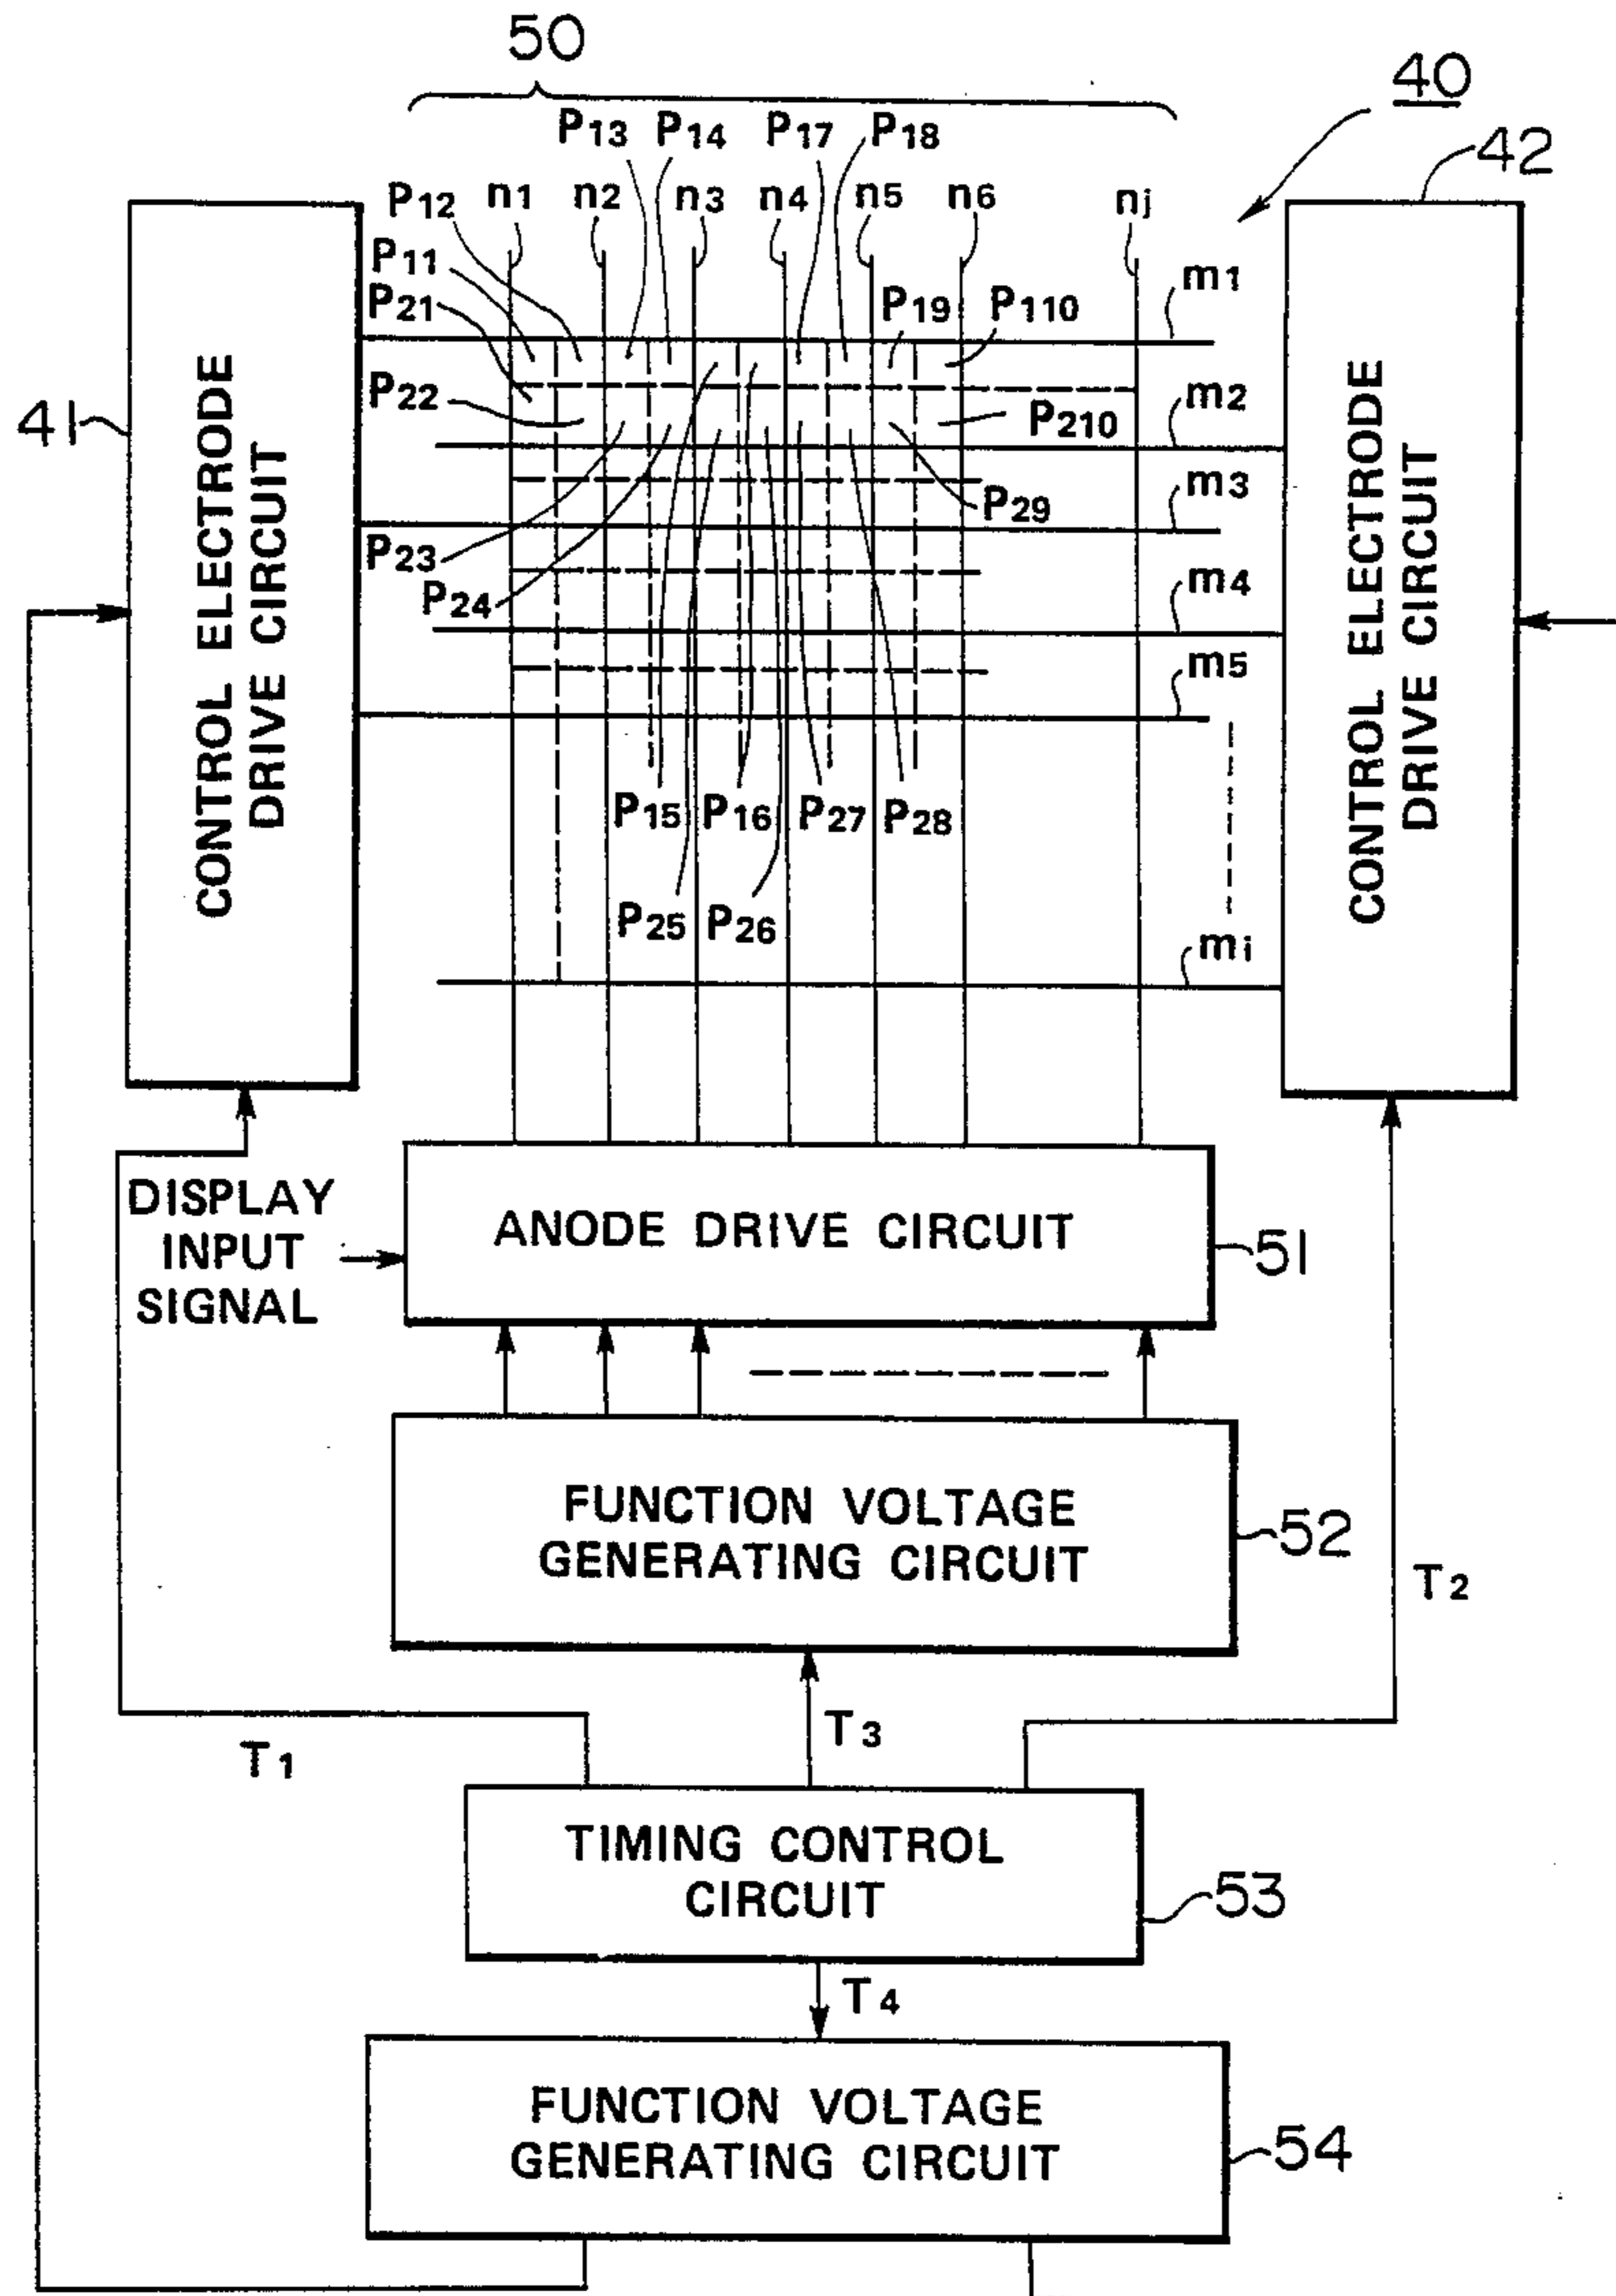 50
40
P13 P14 P17 P18
42
P12 n1 n2 n3 n4 n5 n6 nj
P11
P21
m1
P19 P110
P22
m2
P210
41
CONTROL ELECTRODE
DRIVE CIRCUIT
CONTROL ELECTRODE
DRIVE CIRCUIT
m3
P29
P23
P24
m4
m5
P15 P16 P27 P28
P25 P26
mi
DISPLAY
INPUT
SIGNAL
ANODE DRIVE CIRCUIT
51
FUNCTION VOLTAGE
GENERATING CIRCUIT
52
T2
T3
T1
TIMING CONTROL
CIRCUIT
53
T4
FUNCTION VOLTAGE
GENERATING CIRCUIT
54